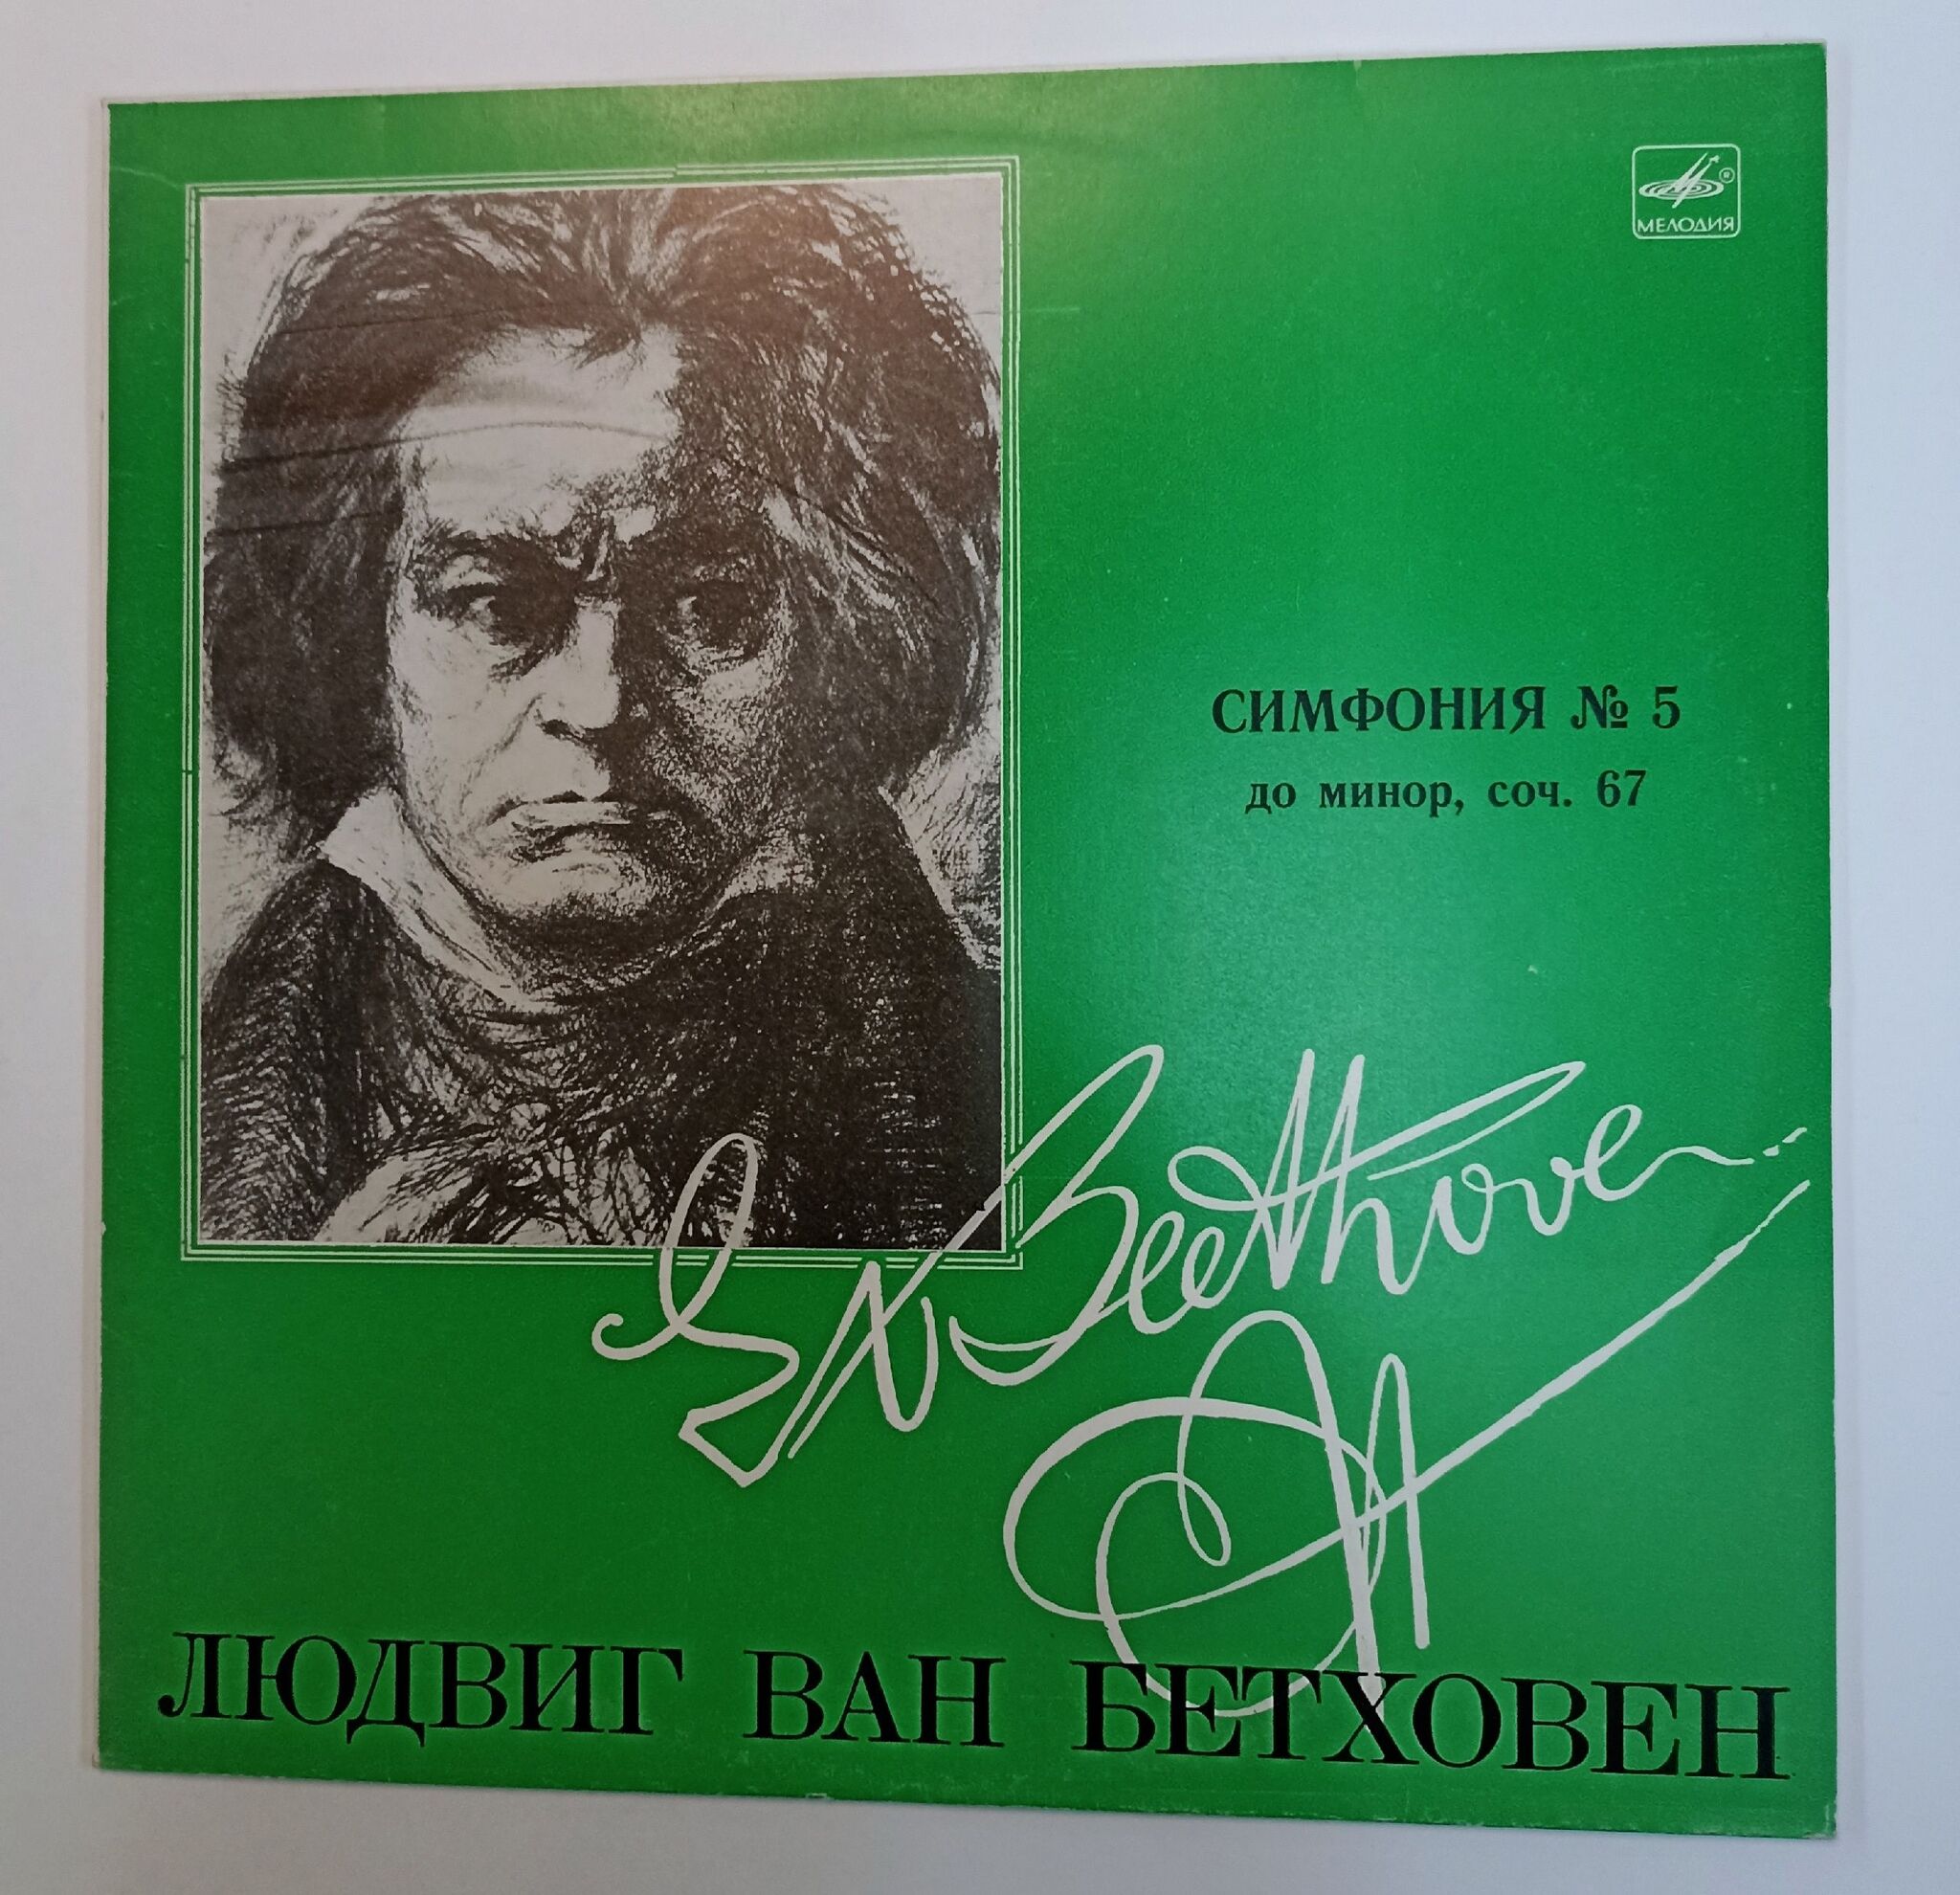 МЕЛОДИЯ
СИМФОНИЯ № 5
до минор, соч. 67
Beethoven
ЛЮДВИГ ВАН БЕТХОВЕН